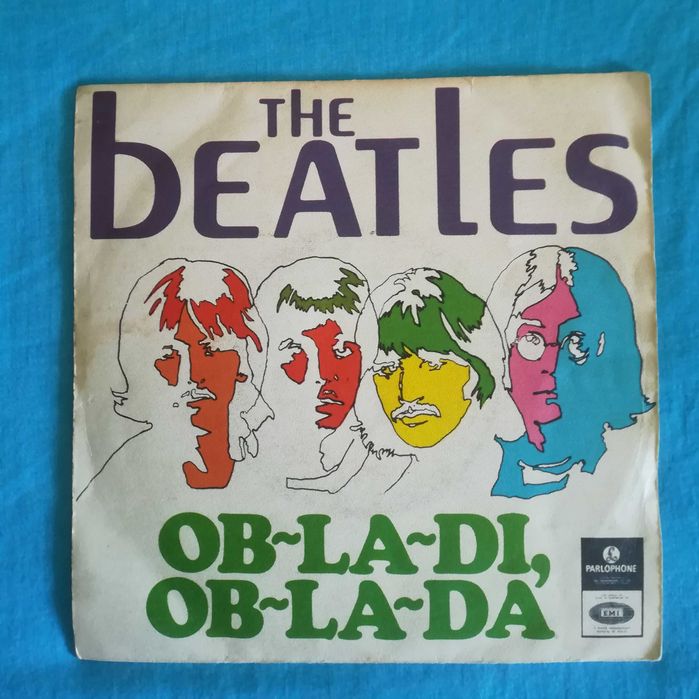 THE
bEATlES
OB~LA~DI,
OB~LA~DA
PARLOPHONE
EMI